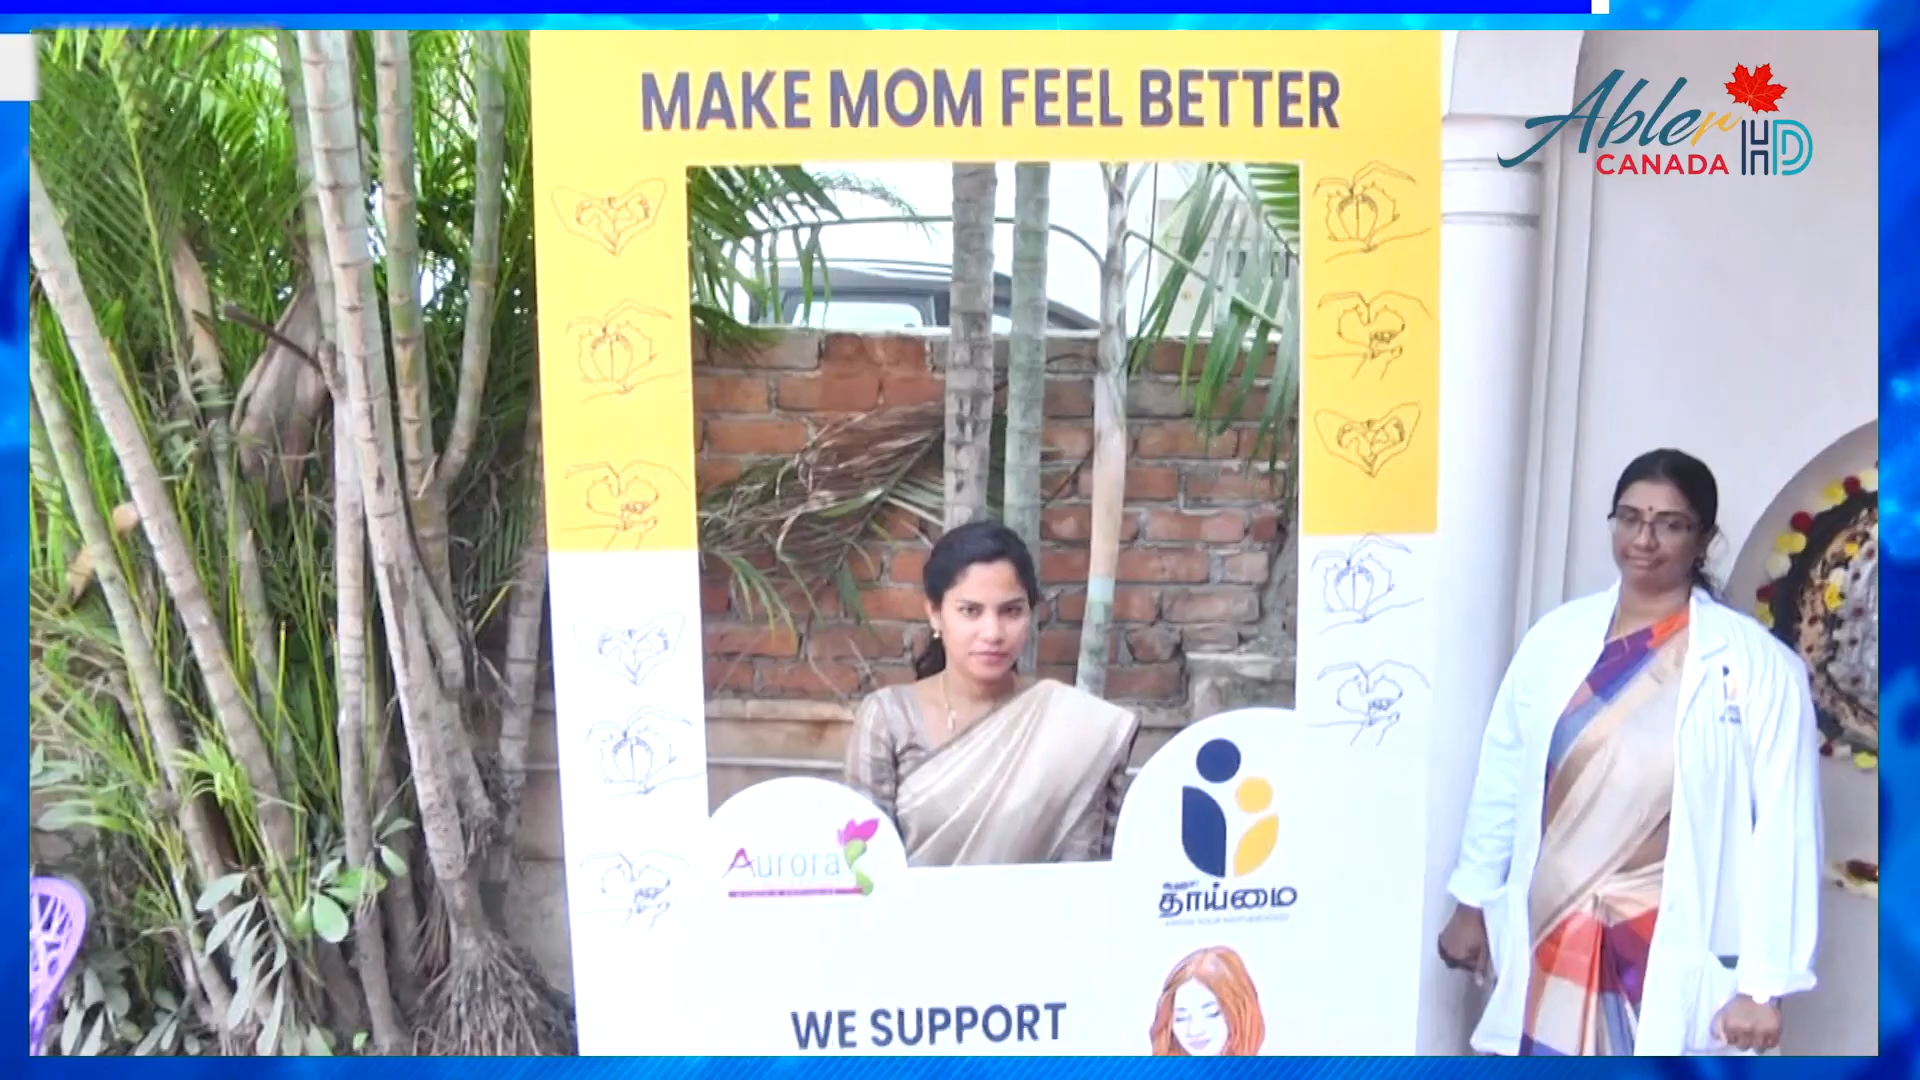 MAKE MOM FEEL BETTER
Abler
CANADA HD
Aurora
தாய்மை
WE SUPPORT